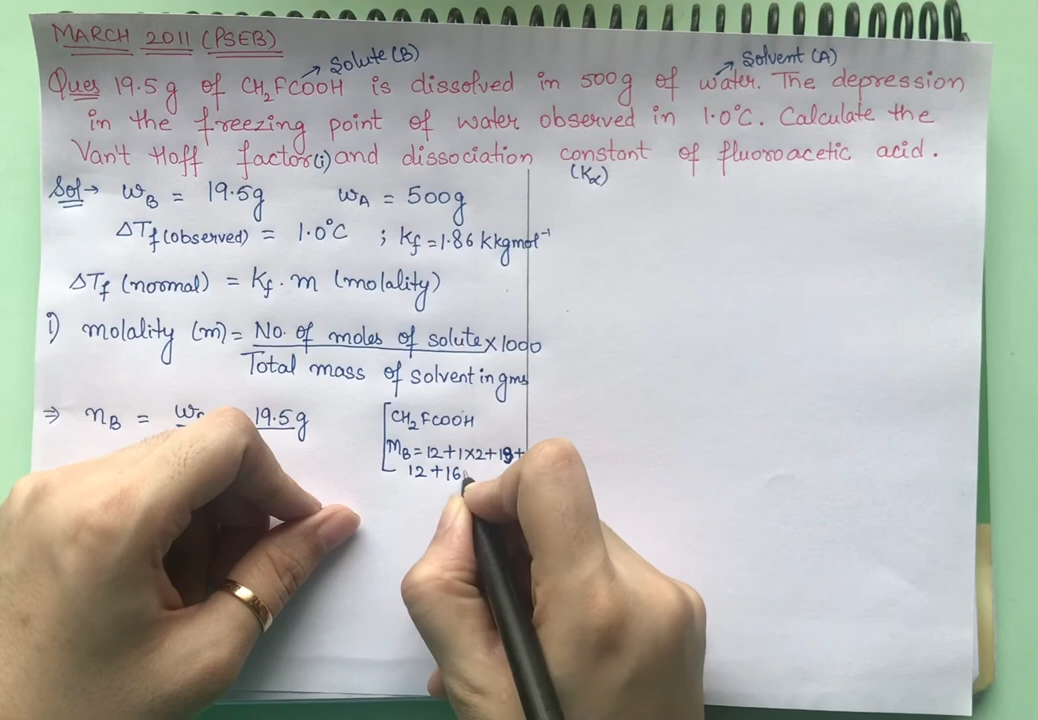 MARCH 2011 (PSEB)
Solute (B) Solvent (A)
Ques 19.5 g of CH₂FCOOH is dissolved in 500g of water. The depression
in the freezing point of water observed in 1.0°C. Calculate the
Van't Hoff factor(i) and dissociation constant of fluoroacetic acid.
(Kα)
Sol → wB = 19.5g wA = 500g
ΔTf (observed) = 1.0°C ; Kf = 1.86 K kg mol⁻¹
ΔTf (normal) = Kf . m (molality)
i) molality (m) = No. of moles of solute × 1000
Total mass of solvent in gms
⇒ nB = 19.5g
[CH₂FCOOH
MB = 12+1×2+19+
12+16